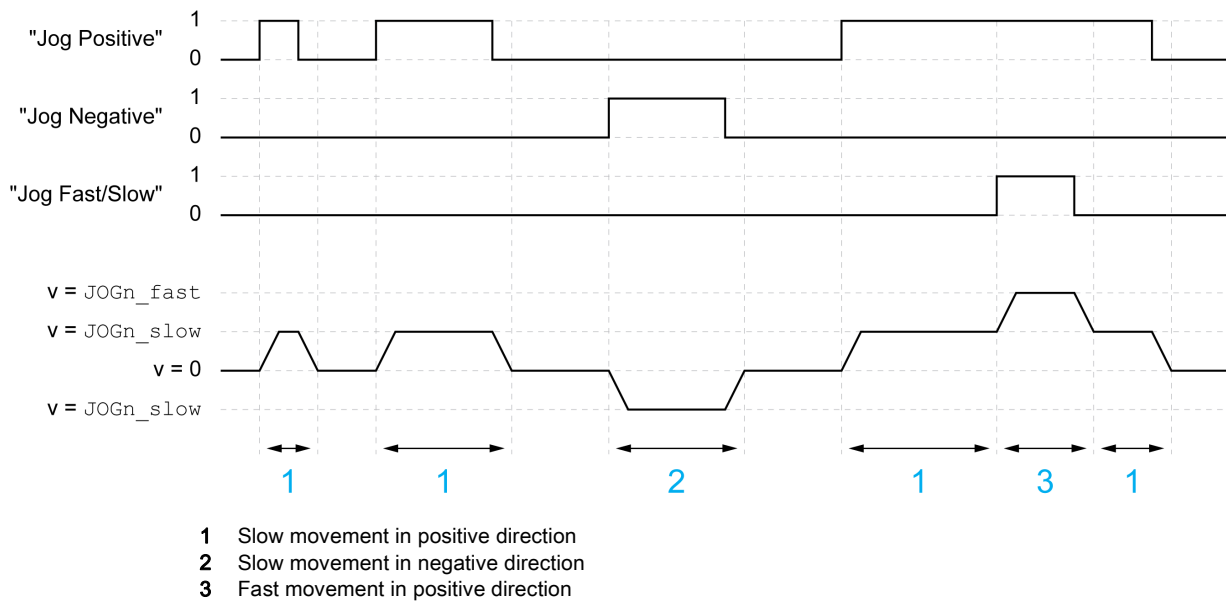 "Jog Positive" 1
0
"Jog Negative" 1
0
"Jog Fast/Slow" 1
0
v = JOGn_fast
v = JOGn_slow
v = 0
v = JOGn_slow
1 1 2 1 3 1
1 Slow movement in positive direction
2 Slow movement in negative direction
3 Fast movement in positive direction